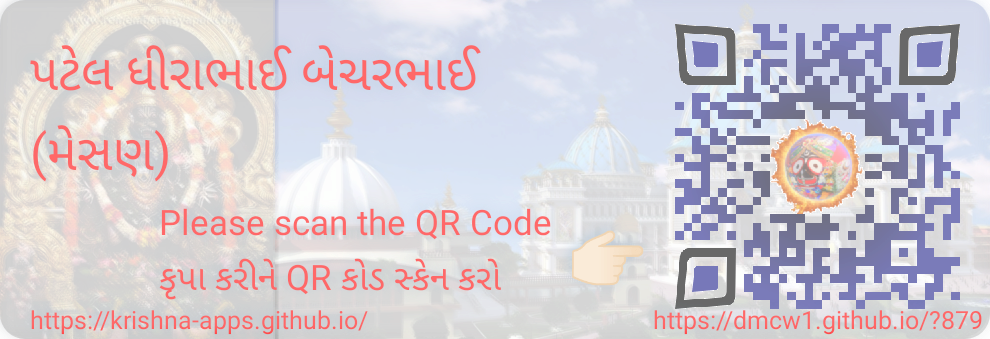 પટેલ ધીરાભાઈ બેચરભાઈ
(મેસણ)
Please scan the QR Code
કૃપા કરીને QR કોડ સ્કેન કરો
https://krishna-apps.github.io/
https://dmcw1.github.io/?879